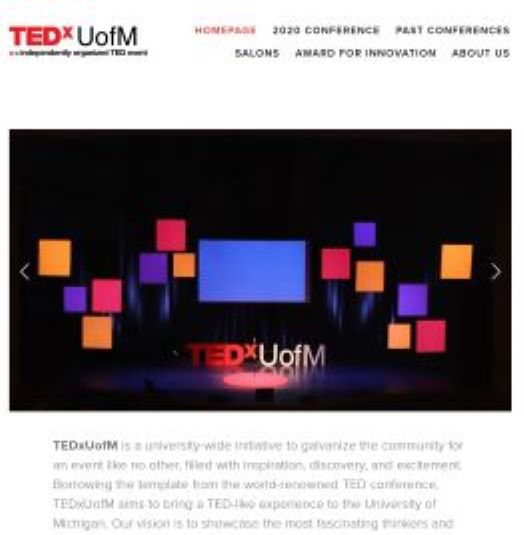 TEDx UofM
x = independently organized TED event
HOMEPAGE 2020 CONFERENCE PAST CONFERENCES
SALONS AWARD FOR INNOVATION ABOUT US
TEDxUofM
TEDxUofM is a university-wide initiative to galvanize the community for
an event like no other, filled with inspiration, discovery, and excitement.
Borrowing the template from the world-renowned TED conference,
TEDxUofM aims to bring a TED-like experience to the University of
Michigan. Our vision is to showcase the most fascinating thinkers and